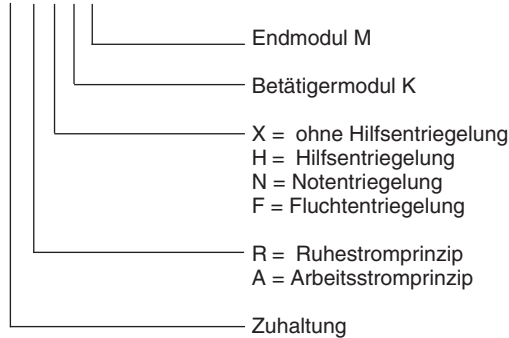 Endmodul M
Betätigermodul K
X = ohne Hilfsentriegelung
H = Hilfsentriegelung
N = Notentriegelung
F = Fluchtentriegelung
R = Ruhestromprinzip
A = Arbeitsstromprinzip
Zuhaltung